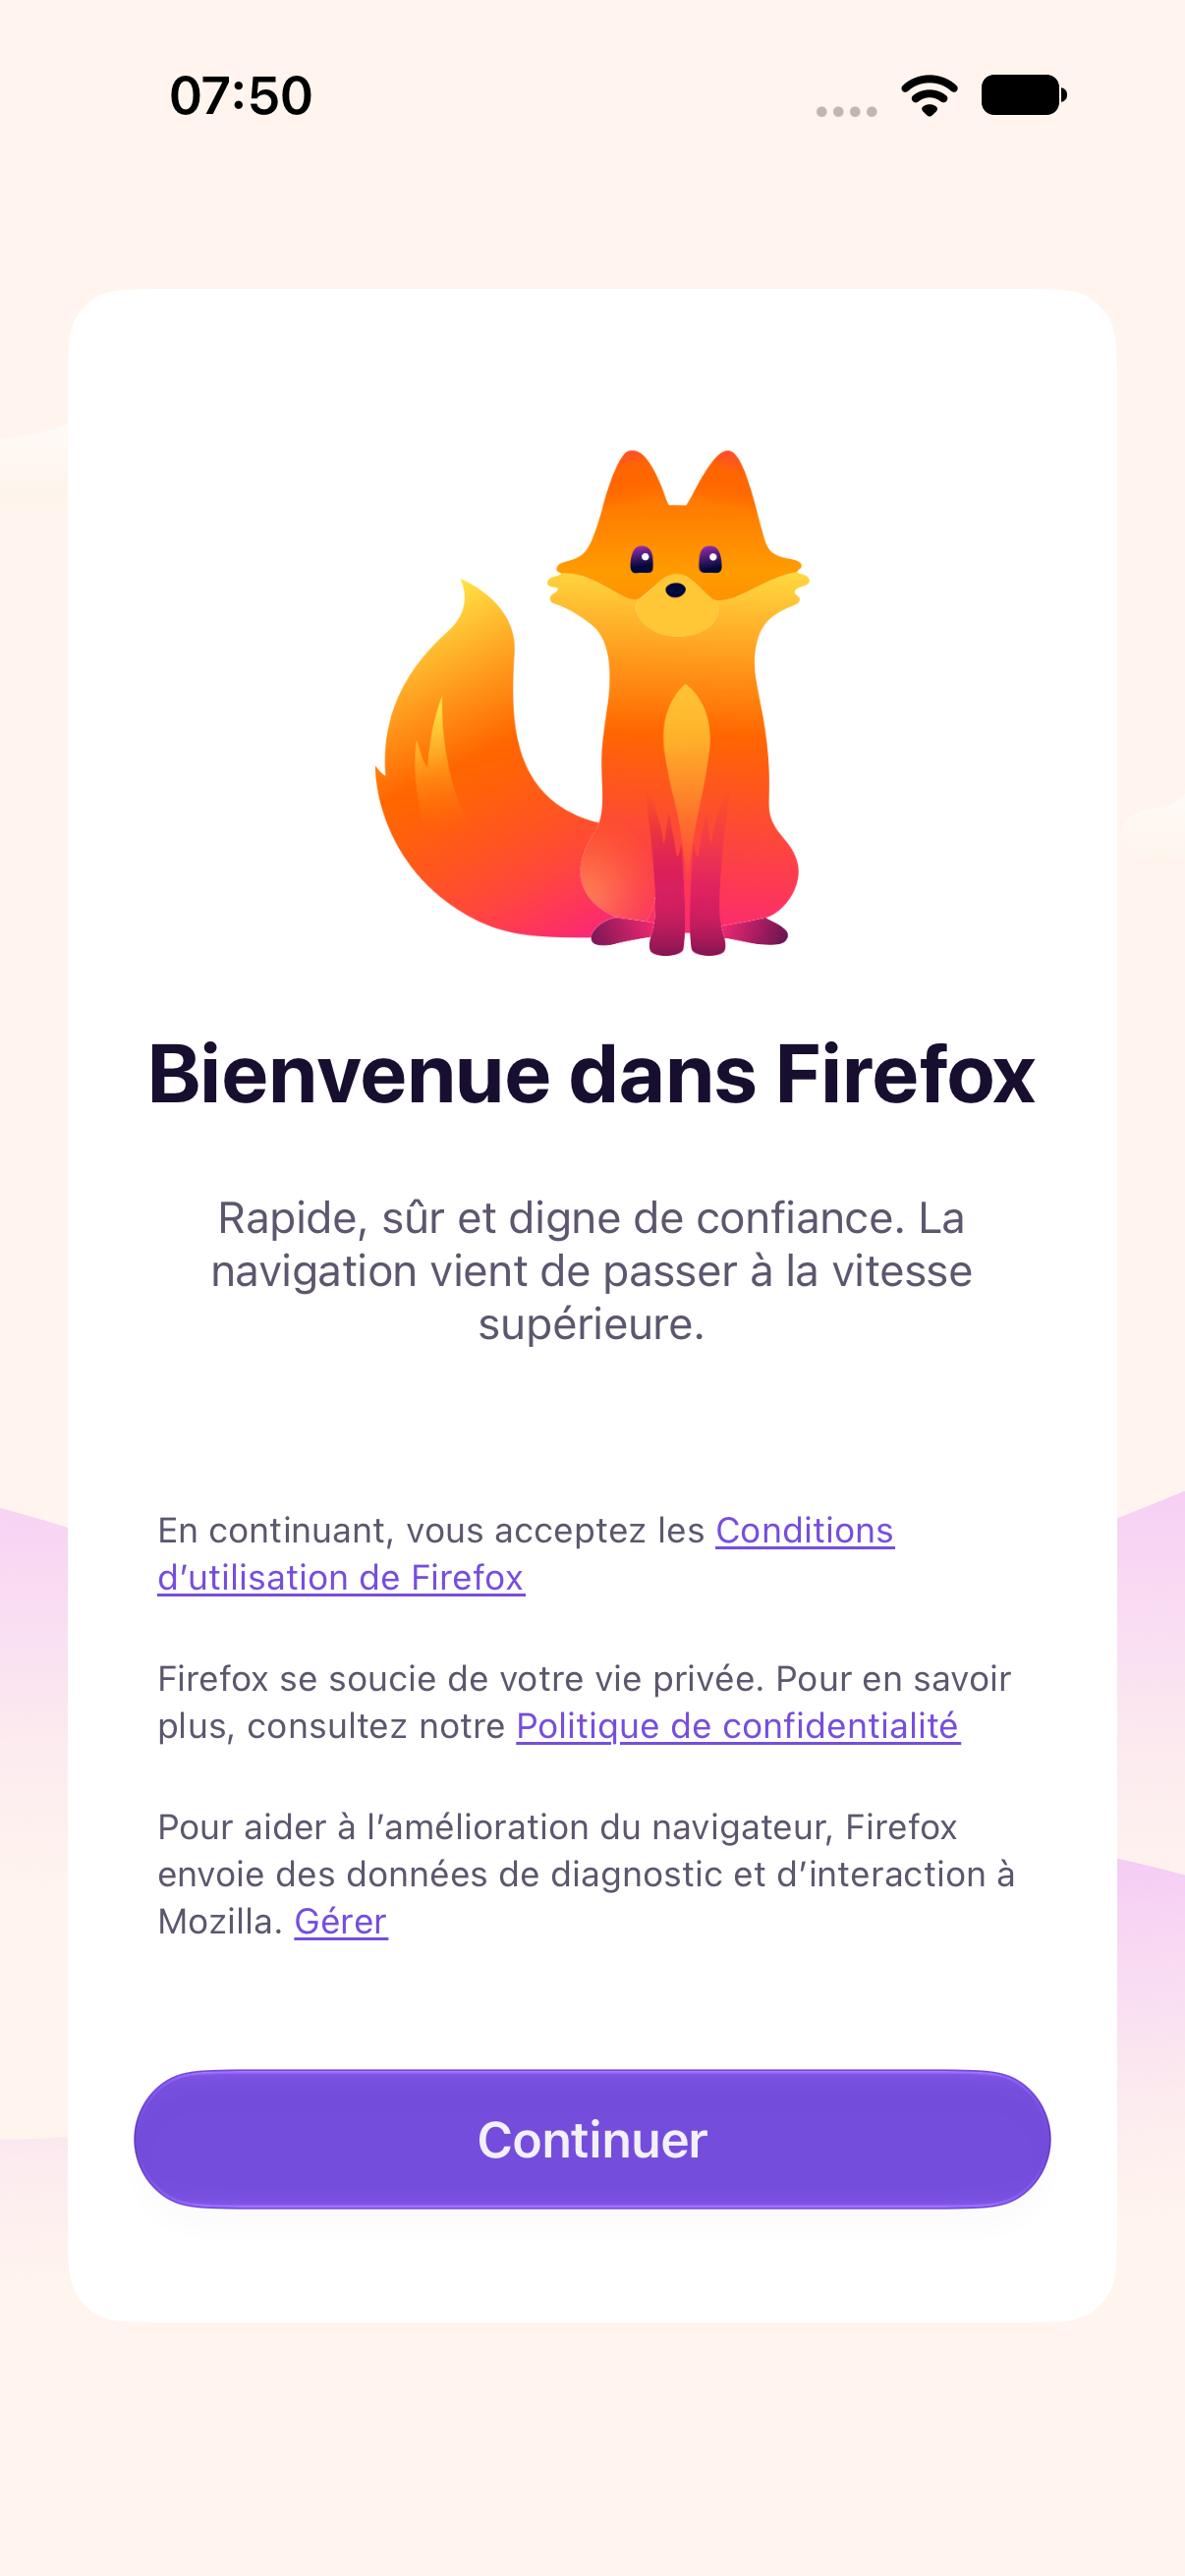 07:50
Bienvenue dans Firefox
Rapide, sûr et digne de confiance. La
navigation vient de passer à la vitesse
supérieure.
En continuant, vous acceptez les Conditions
d’utilisation de Firefox
Firefox se soucie de votre vie privée. Pour en savoir
plus, consultez notre Politique de confidentialité
Pour aider à l’amélioration du navigateur, Firefox
envoie des données de diagnostic et d’interaction à
Mozilla. Gérer
Continuer